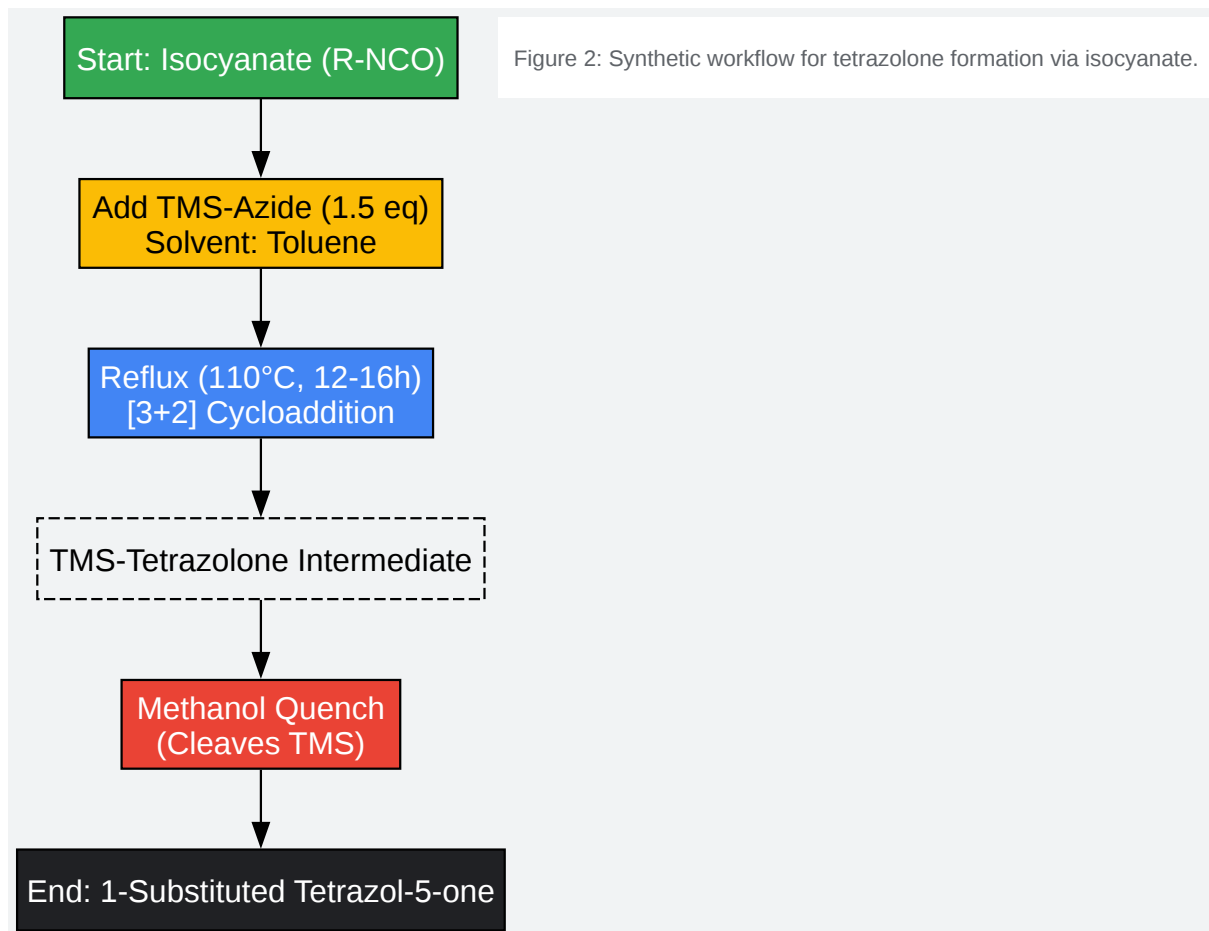 Start: Isocyanate (R-NCO)
Figure 2: Synthetic workflow for tetrazolone formation via isocyanate.
Add TMS-Azide (1.5 eq)
Solvent: Toluene
Reflux (110°C, 12-16h)
[3+2] Cycloaddition
TMS-Tetrazolone Intermediate
Methanol Quench
(Cleaves TMS)
End: 1-Substituted Tetrazol-5-one